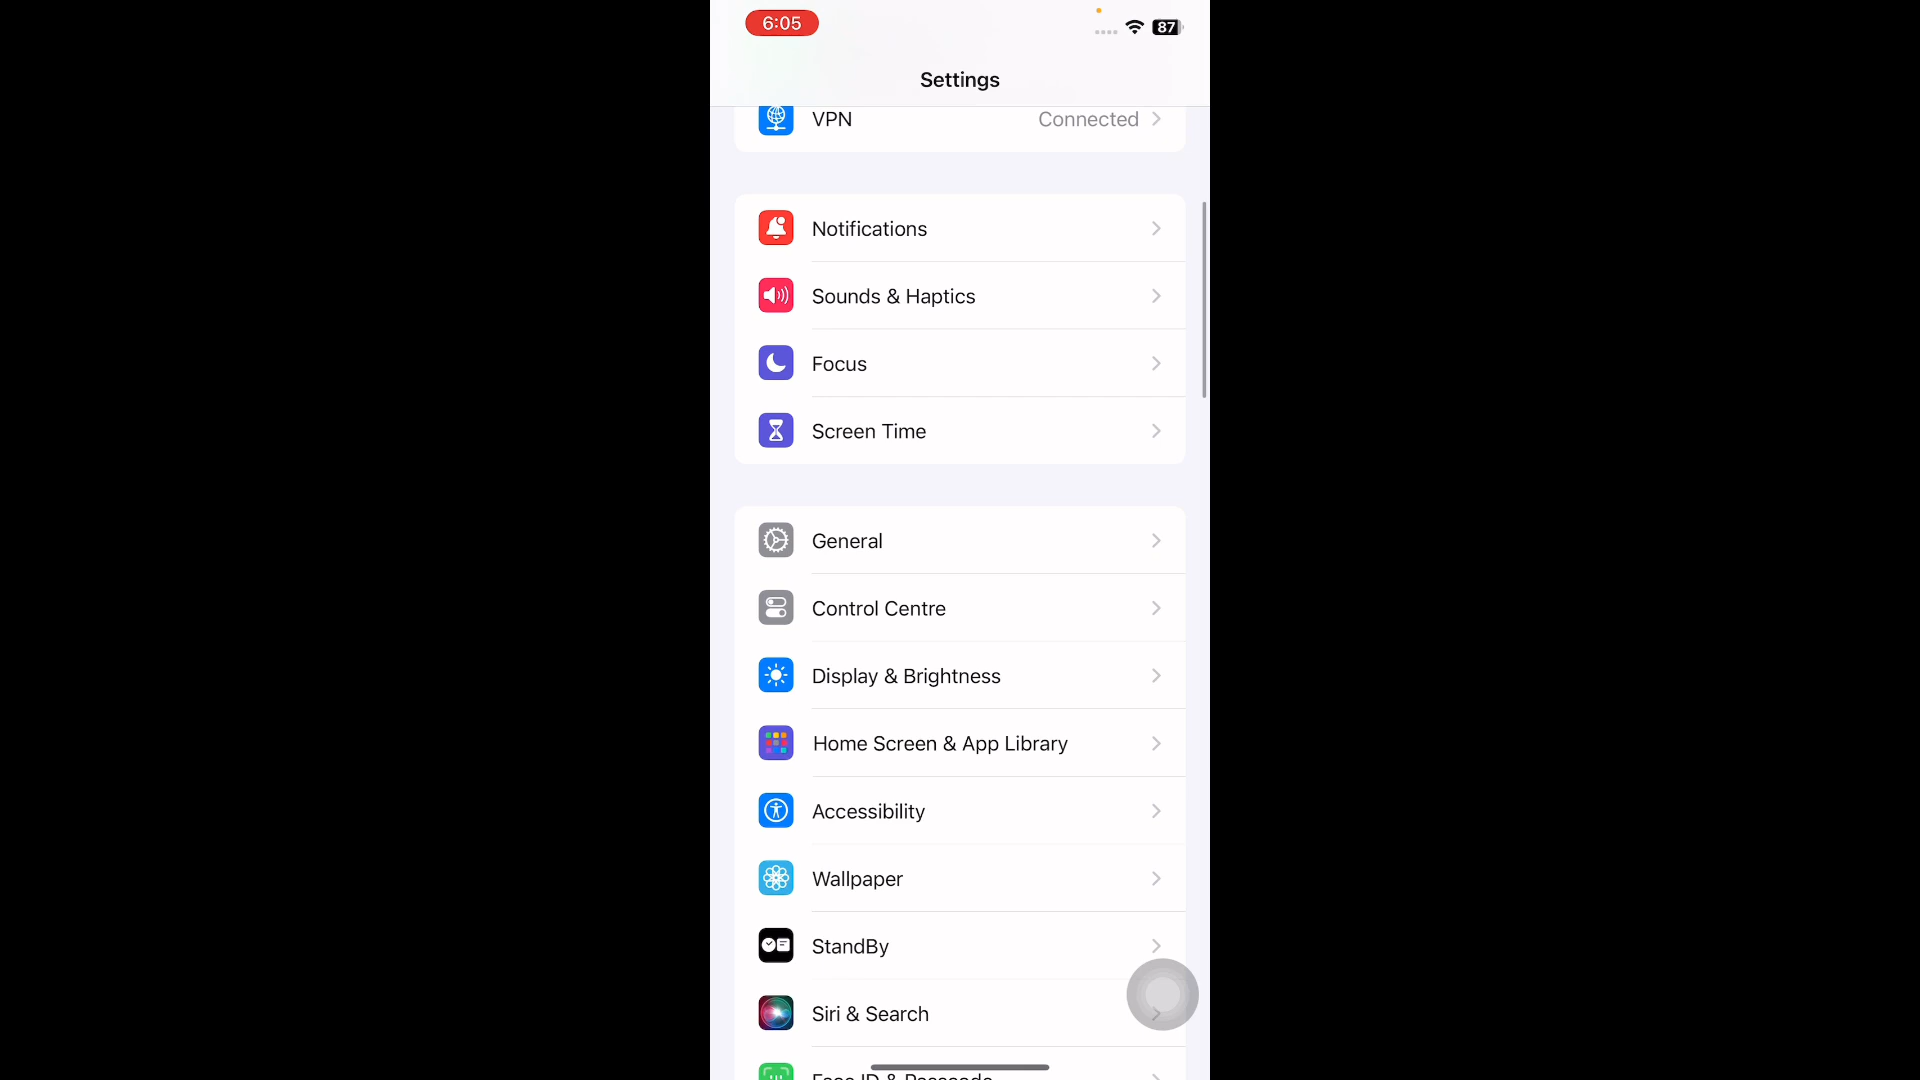 6:05
87
Settings
VPN Connected
Notifications
Sounds & Haptics
Focus
Screen Time
General
Control Centre
Display & Brightness
Home Screen & App Library
Accessibility
Wallpaper
StandBy
Siri & Search
Face ID & Passcode